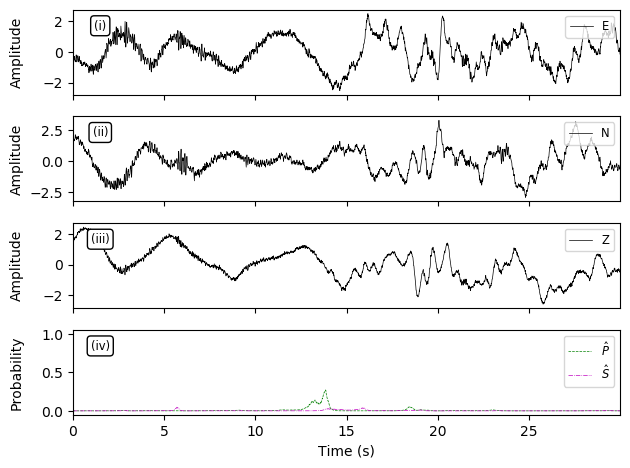 (i)
E
Amplitude
2
0
−2
(ii)
N
Amplitude
2.5
0.0
−2.5
(iii)
Z
Amplitude
2
0
−2
(iv)
P̂
Ŝ
Probability
1.0
0.5
0.0
0 5 10 15 20 25
Time (s)